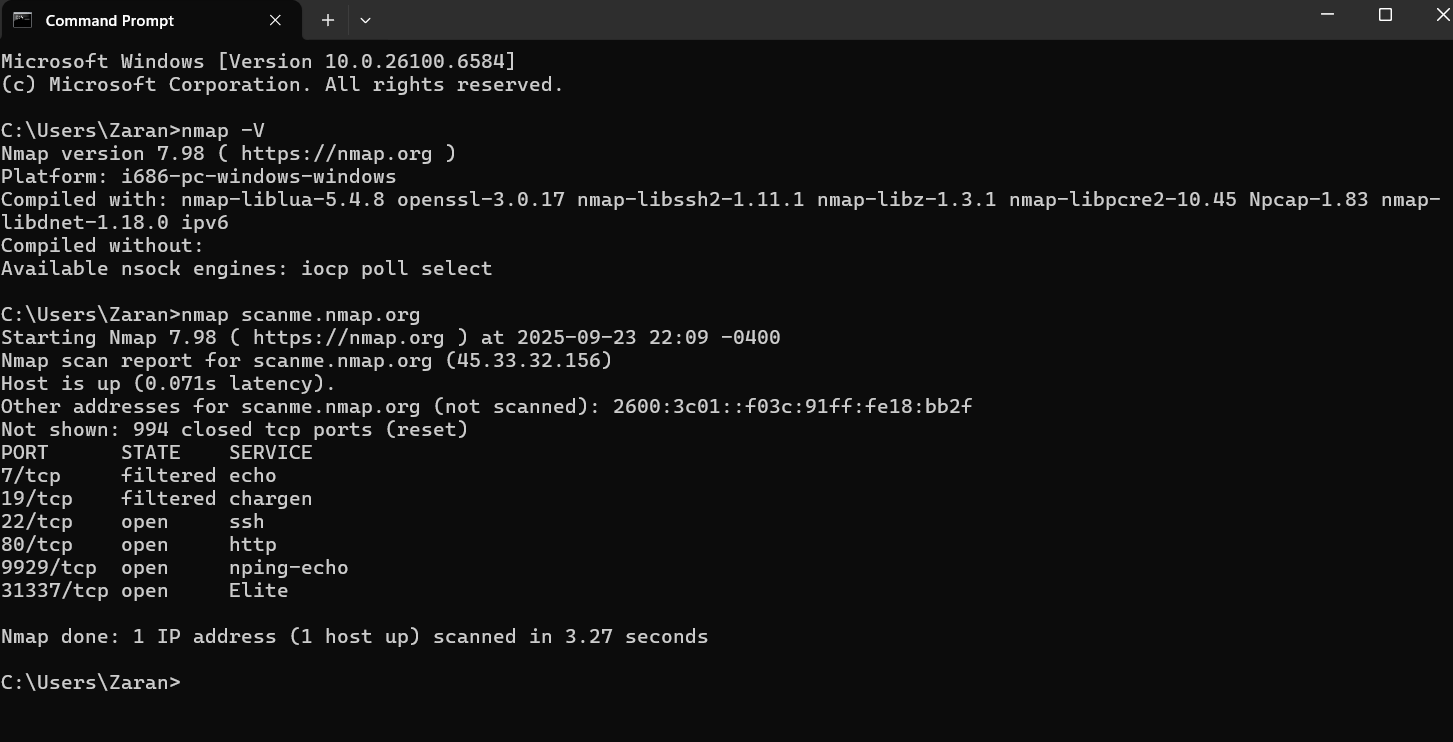 Command Prompt
Microsoft Windows [Version 10.0.26100.6584]
(c) Microsoft Corporation. All rights reserved.
C:\Users\Zaran>nmap -V
Nmap version 7.98 ( https://nmap.org )
Platform: i686-pc-windows-windows
Compiled with: nmap-liblua-5.4.8 openssl-3.0.17 nmap-libssh2-1.11.1 nmap-libz-1.3.1 nmap-libpcre2-10.45 Npcap-1.83 nmap-
libdnet-1.18.0 ipv6
Compiled without:
Available nsock engines: iocp poll select
C:\Users\Zaran>nmap scanme.nmap.org
Starting Nmap 7.98 ( https://nmap.org ) at 2025-09-23 22:09 -0400
Nmap scan report for scanme.nmap.org (45.33.32.156)
Host is up (0.071s latency).
Other addresses for scanme.nmap.org (not scanned): 2600:3c01::f03c:91ff:fe18:bb2f
Not shown: 994 closed tcp ports (reset)
PORT      STATE    SERVICE
7/tcp     filtered echo
19/tcp    filtered chargen
22/tcp    open     ssh
80/tcp    open     http
9929/tcp  open     nping-echo
31337/tcp open     Elite
Nmap done: 1 IP address (1 host up) scanned in 3.27 seconds
C:\Users\Zaran>